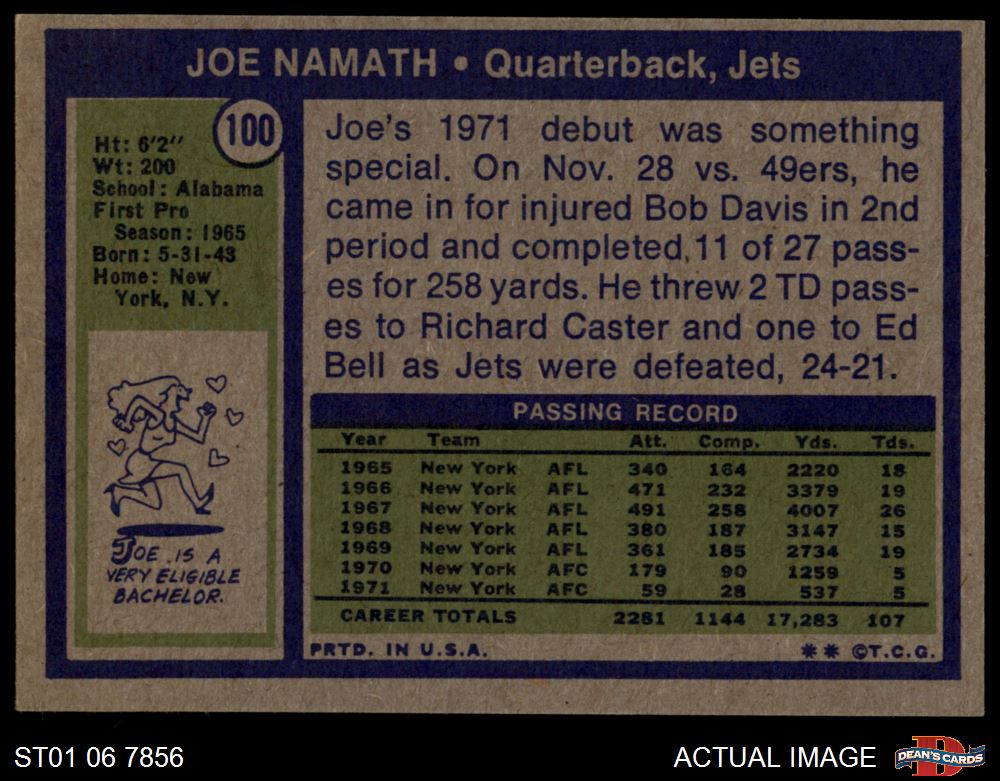 JOE NAMATH • Quarterback, Jets
100
Ht: 6'2"
Wt: 200
School: Alabama
First Pro
Season: 1965
Born: 5-31-43
Home: New
York, N.Y.
JOE IS A
VERY ELIGIBLE
BACHELOR.
Joe's 1971 debut was something
special. On Nov. 28 vs. 49ers, he
came in for injured Bob Davis in 2nd
period and completed 11 of 27 pass-
es for 258 yards. He threw 2 TD pass-
es to Richard Caster and one to Ed
Bell as Jets were defeated, 24-21.
PASSING RECORD
Year Team Att. Comp. Yds. Tds.
1965 New York AFL 340 164 2220 18
1966 New York AFL 471 232 3379 19
1967 New York AFL 491 258 4007 26
1968 New York AFL 380 187 3147 15
1969 New York AFL 361 185 2734 19
1970 New York AFC 179 90 1259 5
1971 New York AFC 59 28 537 5
CAREER TOTALS 2281 1144 17,283 107
PRTD. IN U.S.A. ** ©T.C.G.
ST01 06 7856 ACTUAL IMAGE
D
DEAN'S CARDS